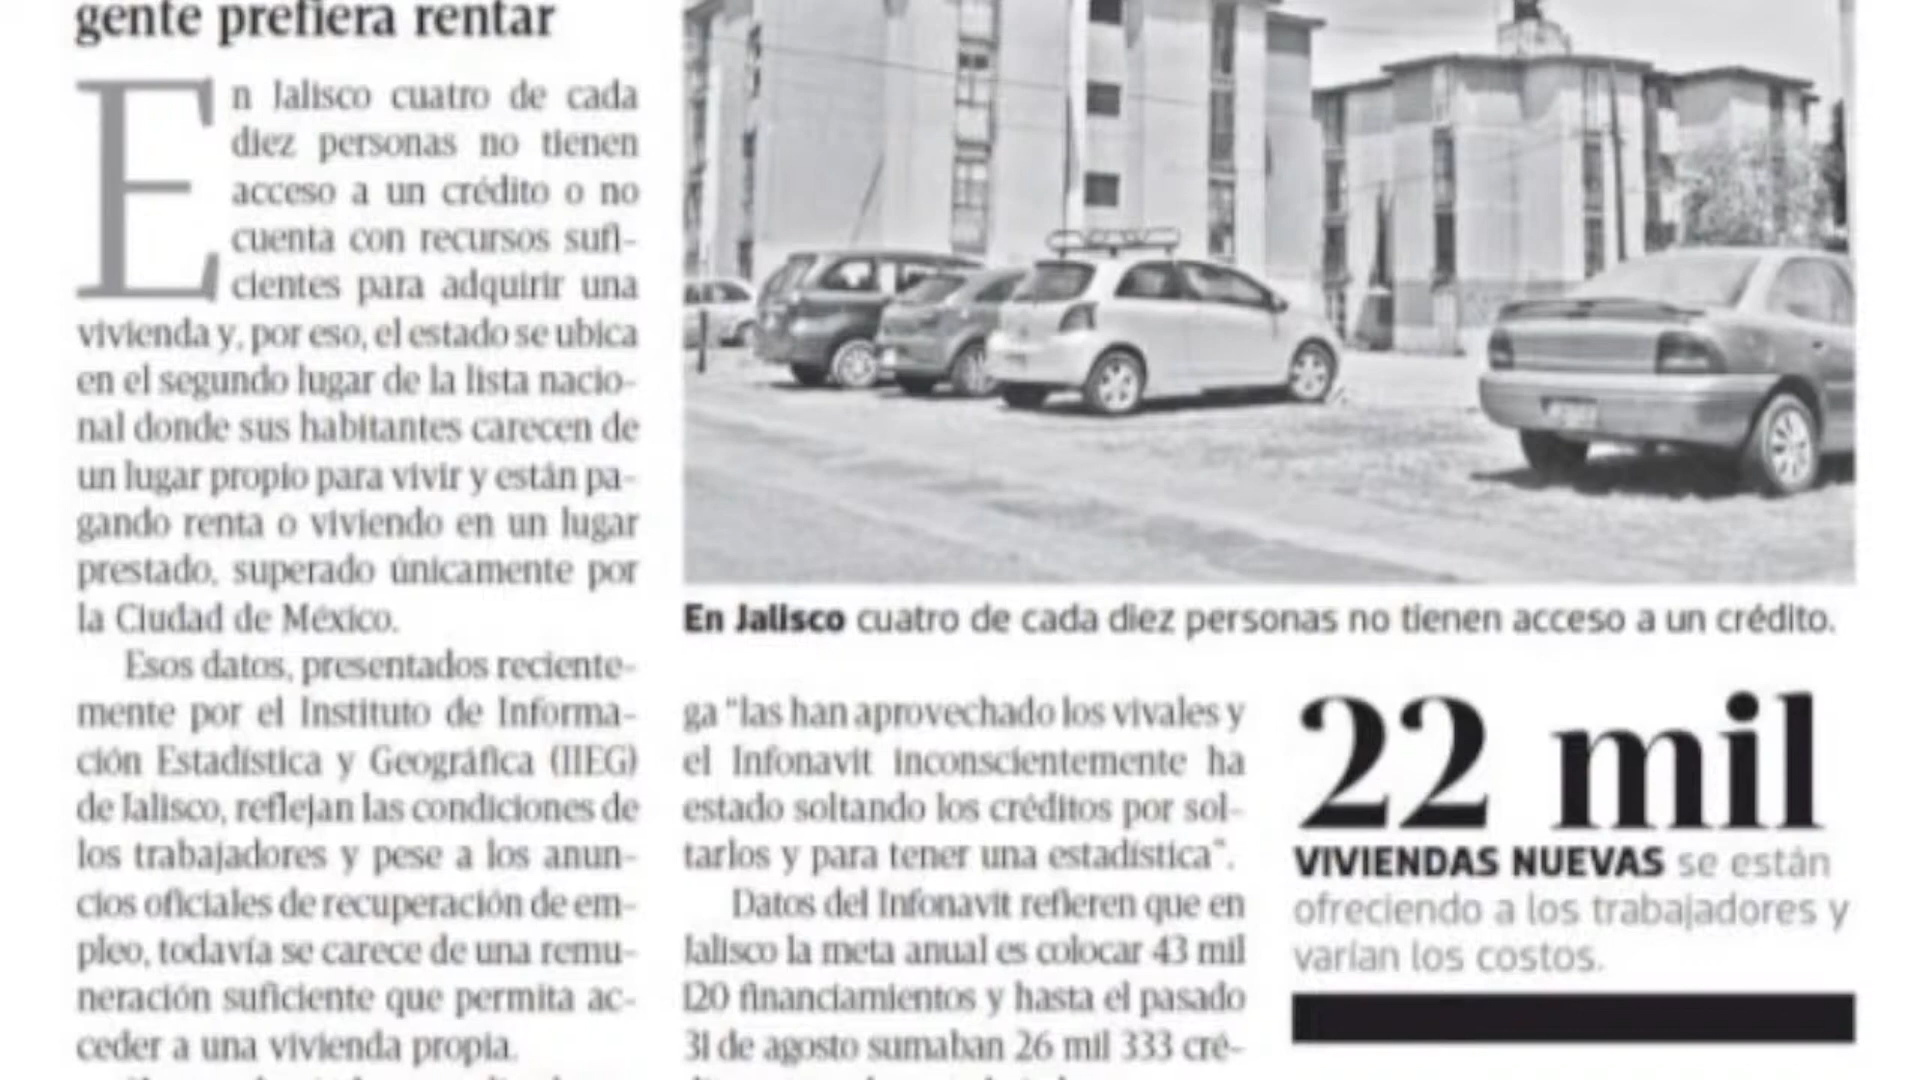 gente prefiera rentar
En Jalisco cuatro de cada
diez personas no tienen
acceso a un crédito o no
cuenta con recursos sufi-
cientes para adquirir una
vivienda y, por eso, el estado se ubica
en el segundo lugar de la lista nacio-
nal donde sus habitantes carecen de
un lugar propio para vivir y están pa-
gando renta o viviendo en un lugar
prestado, superado únicamente por
la Ciudad de México.
Esos datos, presentados reciente-
mente por el Instituto de Informa-
ción Estadística y Geográfica (IIEG)
de Jalisco, reflejan las condiciones de
los trabajadores y pese a los anun-
cios oficiales de recuperación de em-
pleo, todavía se carece de una remu-
neración suficiente que permita ac-
ceder a una vivienda propia.
En Jalisco cuatro de cada diez personas no tienen acceso a un crédito.
ga “las han aprovechado los vivales y
el Infonavit inconscientemente ha
estado soltando los créditos por sol-
tarlos y para tener una estadística”.
Datos del Infonavit refieren que en
Jalisco la meta anual es colocar 43 mil
120 financiamientos y hasta el pasado
31 de agosto sumaban 26 mil 333 cré-
22 mil
VIVIENDAS NUEVAS se están
ofreciendo a los trabajadores y
varían los costos.